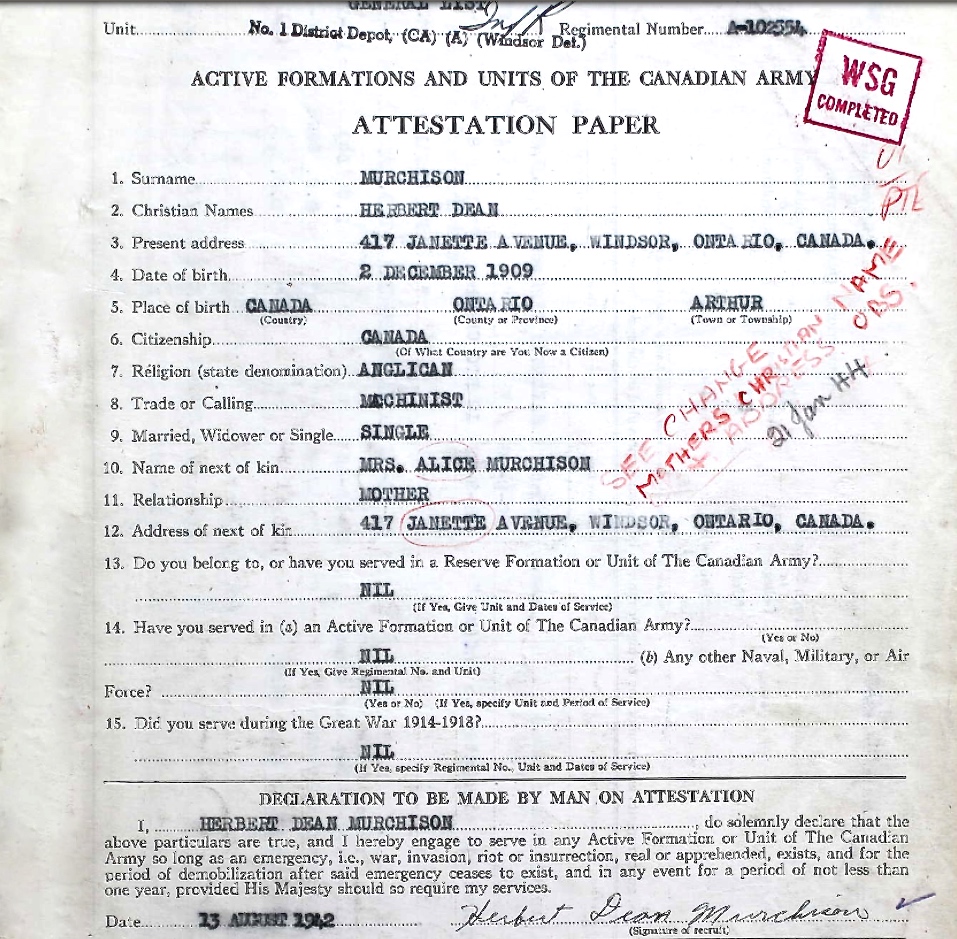 GENERAL LIST
Unit No. 1 District Depot, (CA) (A) (Windsor Det.) Regimental Number A-102554
ACTIVE FORMATIONS AND UNITS OF THE CANADIAN ARMY
WSG
COMPLETED
ATTESTATION PAPER
1. Surname MURCHISON
2. Christian Names HERBERT DEAN
PTL
3. Present address 417 JANETTE AVENUE, WINDSOR, ONTARIO, CANADA.
4. Date of birth 2 DECEMBER 1909
5. Place of birth CANADA ONTARIO ARTHUR
(Country) (County or Province) (Town or Township)
6. Citizenship CANADA
(Of What Country are You Now a Citizen)
7. Religion (state denomination) ANGLICAN
8. Trade or Calling MECHINIST
9. Married, Widower or Single SINGLE
SEE CHANGE NAME
MOTHERS CHRISTIAN ODS.
+ ADDRESS
21 Jan 44
10. Name of next of kin MRS. ALICE MURCHISON
11. Relationship MOTHER
12. Address of next of kin 417 JANETTE AVENUE, WINDSOR, ONTARIO, CANADA.
13. Do you belong to, or have you served in a Reserve Formation or Unit of The Canadian Army?
NIL
(If Yes, Give Unit and Dates of Service)
14. Have you served in (a) an Active Formation or Unit of The Canadian Army?
(Yes or No)
NIL (b) Any other Naval, Military, or Air
(If Yes, Give Regimental No. and Unit)
Force? NIL
(Yes or No) (If Yes, specify Unit and Period of Service)
15. Did you serve during the Great War 1914-1918?
NIL
(If Yes, specify Regimental No., Unit and Dates of Service)
DECLARATION TO BE MADE BY MAN ON ATTESTATION
I, HERBERT DEAN MURCHISON, do solemnly declare that the
above particulars are true, and I hereby engage to serve in any Active Formation or Unit of The Canadian
Army so long as an emergency, i.e., war, invasion, riot or insurrection, real or apprehended, exists, and for the
period of demobilization after said emergency ceases to exist, and in any event for a period of not less than
one year, provided His Majesty should so require my services.
Date 13 AUGUST 1942 Herbert Dean Murchison
(Signature of recruit)